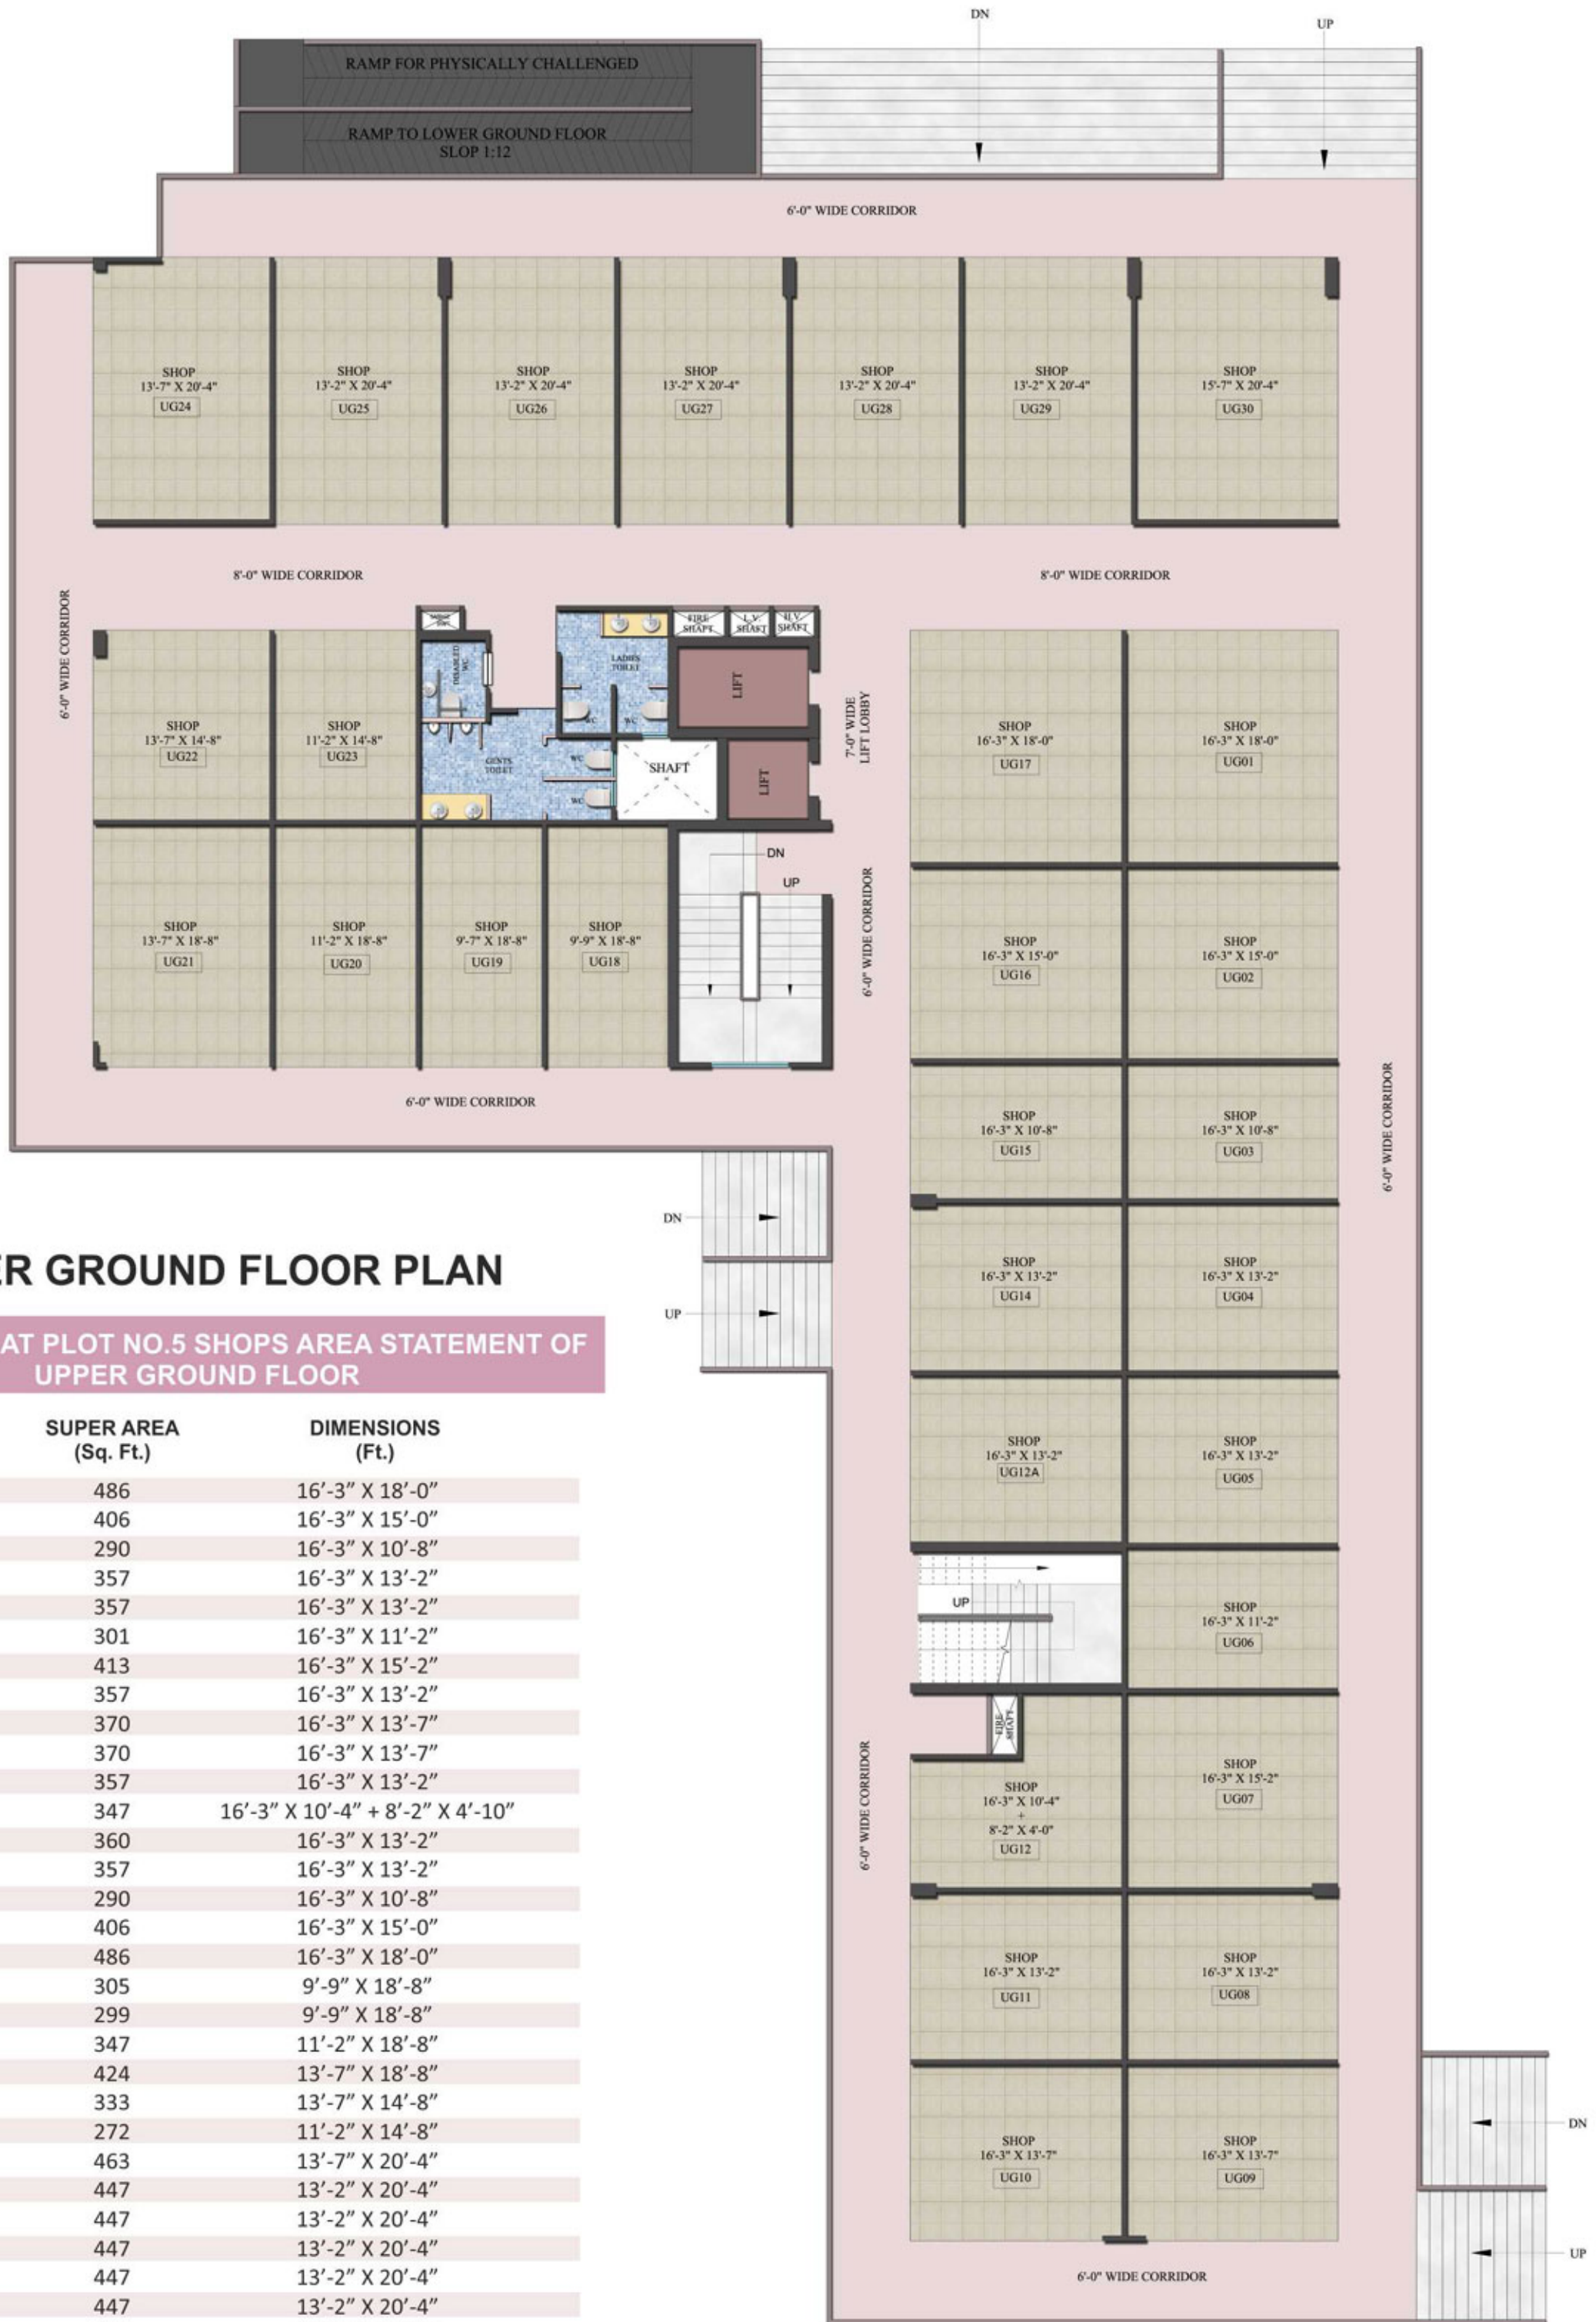 DN
UP
RAMP FOR PHYSICALLY CHALLENGED
RAMP TO LOWER GROUND FLOOR
SLOP 1:12
6'-0" WIDE CORRIDOR
SHOP
13'-7" X 20'-4"
UG24
SHOP
13'-2" X 20'-4"
UG25
SHOP
13'-2" X 20'-4"
UG26
SHOP
13'-2" X 20'-4"
UG27
SHOP
13'-2" X 20'-4"
UG28
SHOP
13'-2" X 20'-4"
UG29
SHOP
15'-7" X 20'-4"
UG30
8'-0" WIDE CORRIDOR
8'-0" WIDE CORRIDOR
6'-0" WIDE CORRIDOR
DISABLED
WC
LADIES
TOILET
WC
WC
FIRE
SHAFT
L.V.
SHAFT
H.V.
SHAFT
LIFT
7'-0" WIDE
LIFT LOBBY
SHOP
13'-7" X 14'-8"
UG22
SHOP
11'-2" X 14'-8"
UG23
GENTS
TOILET
WC
WC
SHAFT
LIFT
SHOP
16'-3" X 18'-0"
UG17
SHOP
16'-3" X 18'-0"
UG01
DN
UP
6'-0" WIDE CORRIDOR
SHOP
13'-7" X 18'-8"
UG21
SHOP
11'-2" X 18'-8"
UG20
SHOP
9'-7" X 18'-8"
UG19
SHOP
9'-9" X 18'-8"
UG18
SHOP
16'-3" X 15'-0"
UG16
SHOP
16'-3" X 15'-0"
UG02
6'-0" WIDE CORRIDOR
6'-0" WIDE CORRIDOR
SHOP
16'-3" X 10'-8"
UG15
SHOP
16'-3" X 10'-8"
UG03
DN
UP
SHOP
16'-3" X 13'-2"
UG14
SHOP
16'-3" X 13'-2"
UG04
SHOP
16'-3" X 13'-2"
UG12A
SHOP
16'-3" X 13'-2"
UG05
UP
SHOP
16'-3" X 11'-2"
UG06
FIRE
SHAFT
6'-0" WIDE CORRIDOR
SHOP
16'-3" X 10'-4"
+
8'-2" X 4'-0"
UG12
SHOP
16'-3" X 15'-2"
UG07
SHOP
16'-3" X 13'-2"
UG11
SHOP
16'-3" X 13'-2"
UG08
SHOP
16'-3" X 13'-7"
UG10
SHOP
16'-3" X 13'-7"
UG09
DN
UP
6'-0" WIDE CORRIDOR
ER GROUND FLOOR PLAN
AT PLOT NO.5 SHOPS AREA STATEMENT OF
UPPER GROUND FLOOR
SUPER AREA DIMENSIONS
(Sq. Ft.) (Ft.)
486 16′-3″ X 18′-0″
406 16′-3″ X 15′-0″
290 16′-3″ X 10′-8″
357 16′-3″ X 13′-2″
357 16′-3″ X 13′-2″
301 16′-3″ X 11′-2″
413 16′-3″ X 15′-2″
357 16′-3″ X 13′-2″
370 16′-3″ X 13′-7″
370 16′-3″ X 13′-7″
357 16′-3″ X 13′-2″
347 16′-3″ X 10′-4″ + 8′-2″ X 4′-10″
360 16′-3″ X 13′-2″
357 16′-3″ X 13′-2″
290 16′-3″ X 10′-8″
406 16′-3″ X 15′-0″
486 16′-3″ X 18′-0″
305 9′-9″ X 18′-8″
299 9′-9″ X 18′-8″
347 11′-2″ X 18′-8″
424 13′-7″ X 18′-8″
333 13′-7″ X 14′-8″
272 11′-2″ X 14′-8″
463 13′-7″ X 20′-4″
447 13′-2″ X 20′-4″
447 13′-2″ X 20′-4″
447 13′-2″ X 20′-4″
447 13′-2″ X 20′-4″
447 13′-2″ X 20′-4″